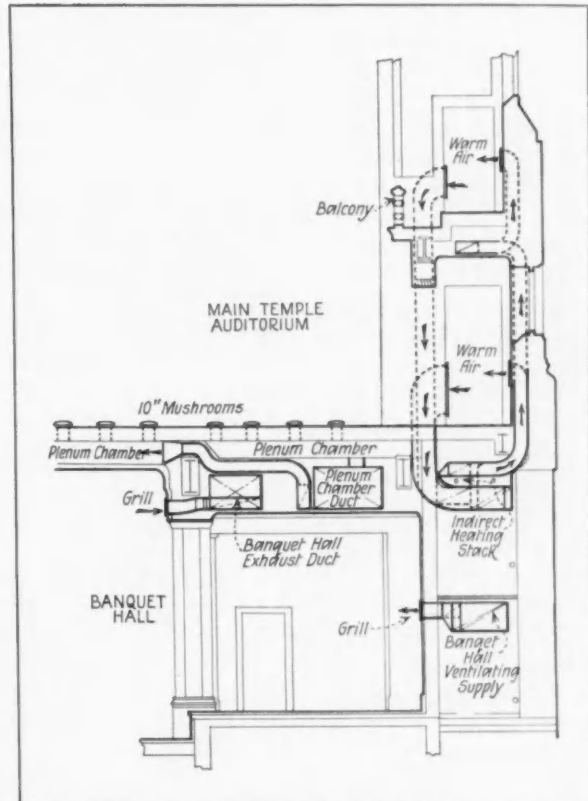 Warm
Air
Balcony
MAIN TEMPLE
AUDITORIUM
Warm
Air
10" Mushrooms
Plenum Chamber
Plenum Chamber
Plenum
Chamber
Duct
Grill
Indirect
Heating
Stack
Banquet Hall
Exhaust Duct
BANQUET
HALL
Grill
Banquet
Hall
Ventilating
Supply